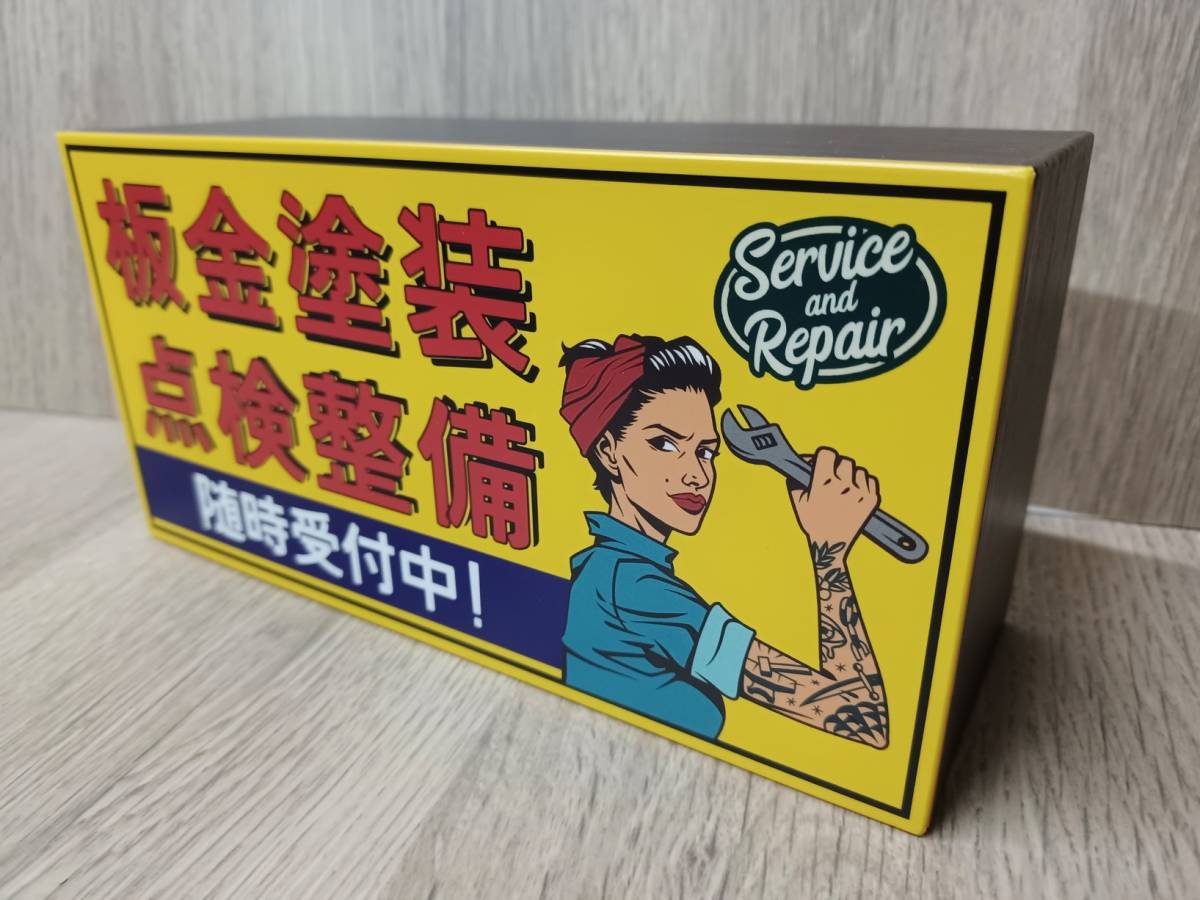 板金塗装
点検整備
随時受付中!
Service
and
Repair